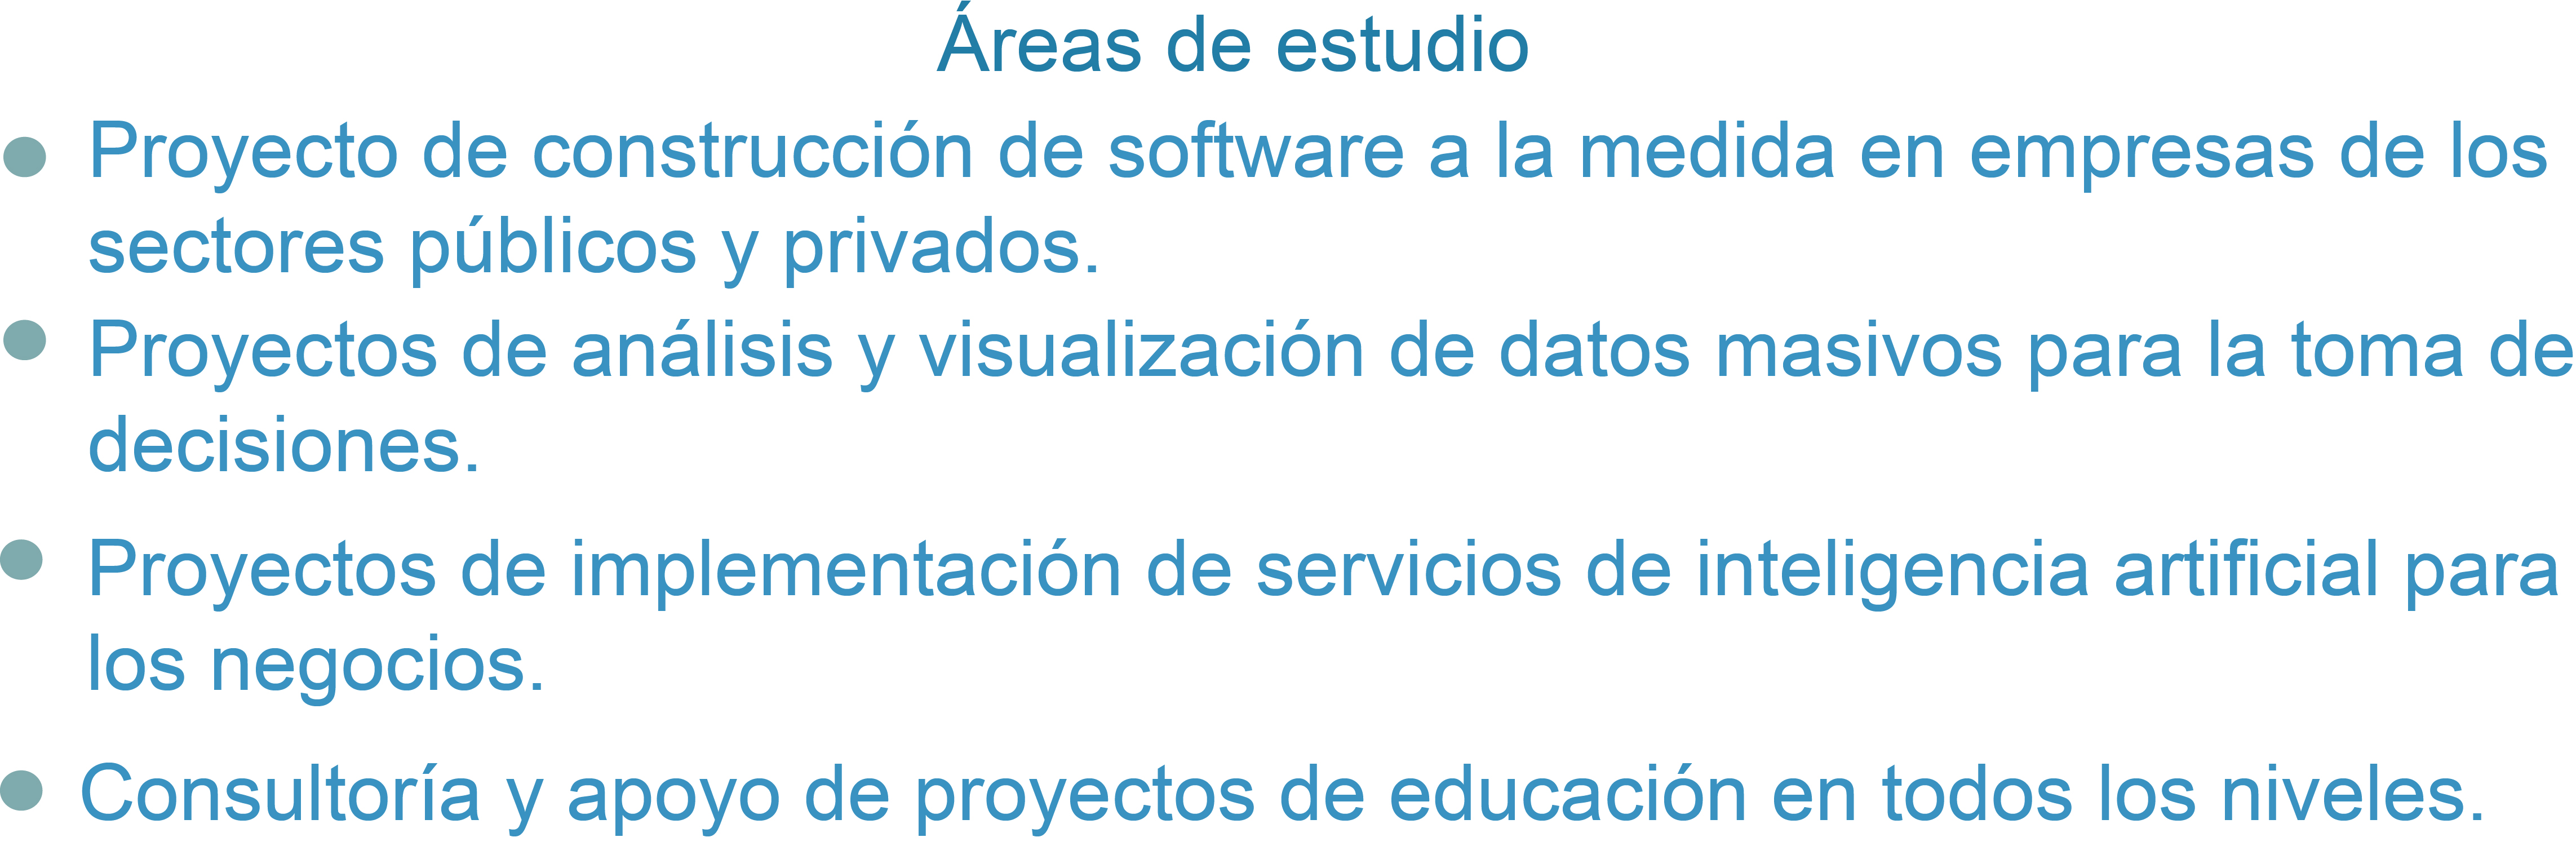 Áreas de estudio
Proyecto de construcción de software a la medida en empresas de los
sectores públicos y privados.
Proyectos de análisis y visualización de datos masivos para la toma de
decisiones.
Proyectos de implementación de servicios de inteligencia artificial para
los negocios.
Consultoría y apoyo de proyectos de educación en todos los niveles.